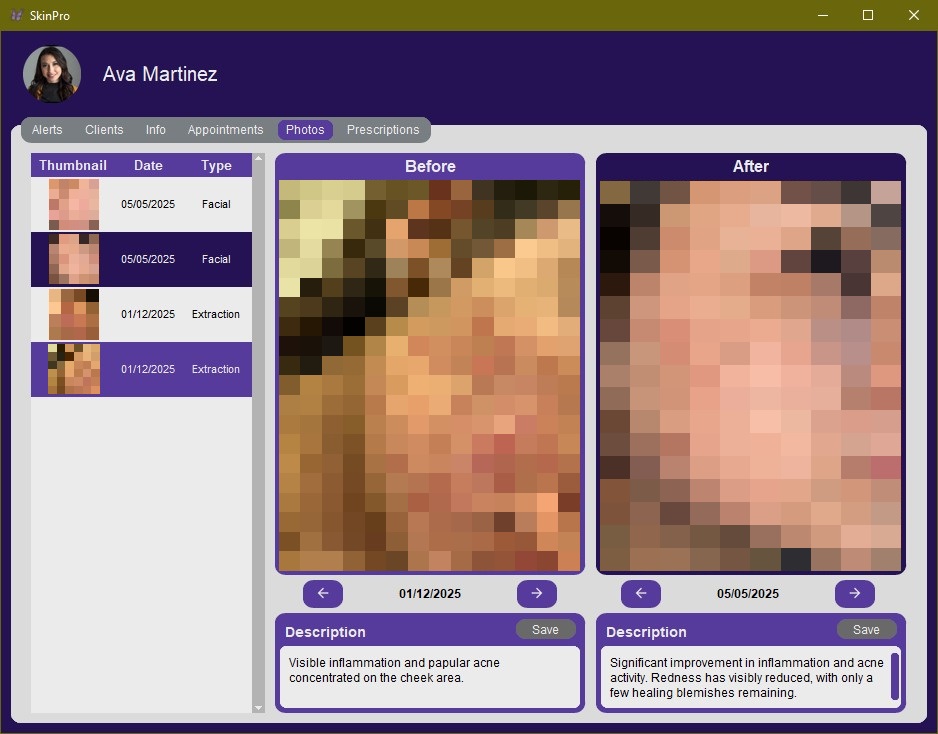 SkinPro
Ava Martinez
Alerts Clients Info Appointments Photos Prescriptions
Thumbnail Date Type
05/05/2025 Facial
05/05/2025 Facial
01/12/2025 Extraction
01/12/2025 Extraction
Before
01/12/2025
Description Save
Visible inflammation and papular acne
concentrated on the cheek area.
After
05/05/2025
Description Save
Significant improvement in inflammation and acne
activity. Redness has visibly reduced, with only a
few healing blemishes remaining.